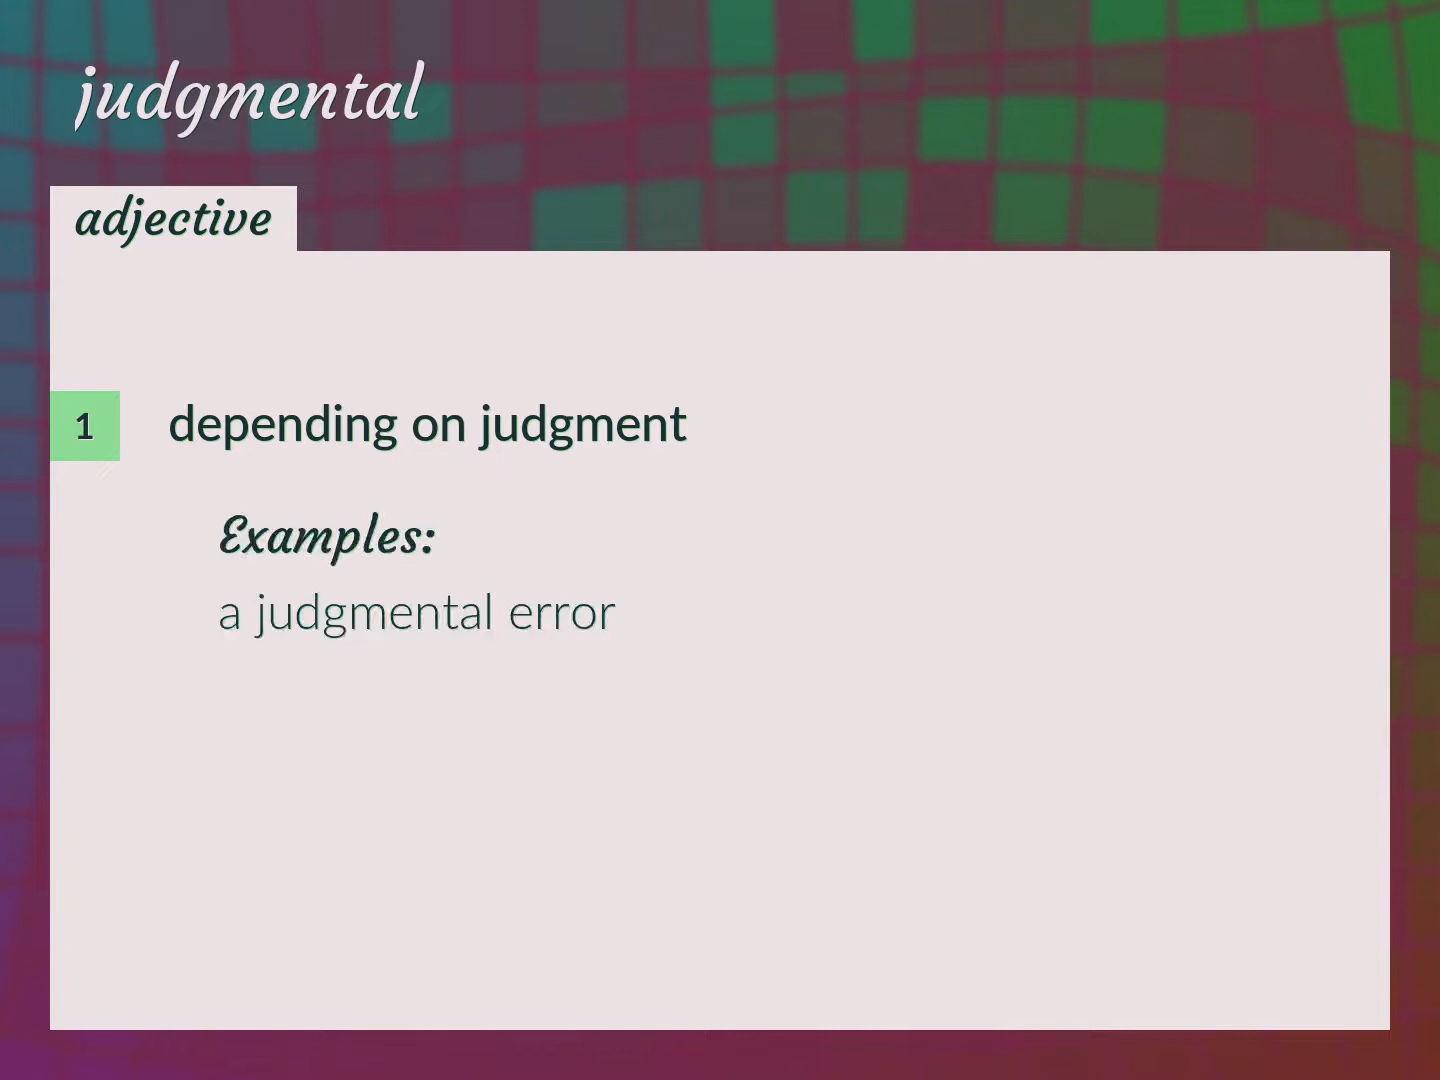 judgmental
adjective
1 depending on judgment
Examples:
a judgmental error